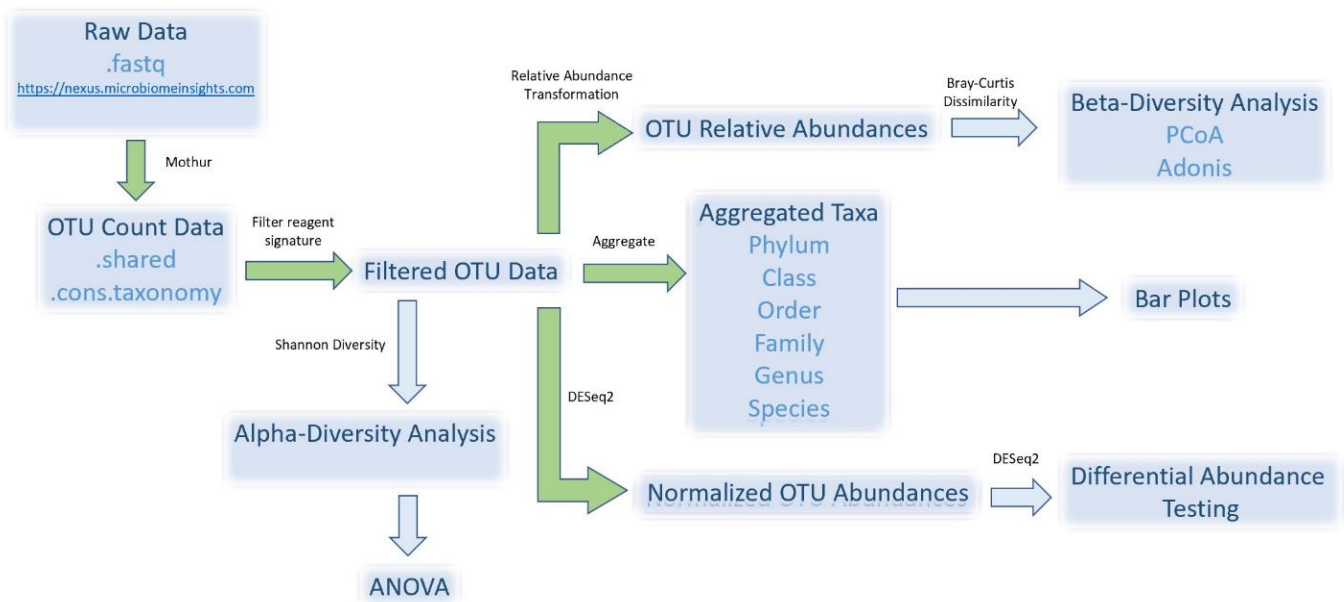 Raw Data
.fastq
https://nexus.microbiomeinsights.com
Mothur
OTU Count Data
.shared
.cons.taxonomy
Filter reagent
signature
Filtered OTU Data
Relative Abundance
Transformation
OTU Relative Abundances
Bray-Curtis
Dissimilarity
Beta-Diversity Analysis
PCoA
Adonis
Aggregate
Aggregated Taxa
Phylum
Class
Order
Family
Genus
Species
Bar Plots
Shannon Diversity
Alpha-Diversity Analysis
ANOVA
DESeq2
Normalized OTU Abundances
DESeq2
Differential Abundance
Testing